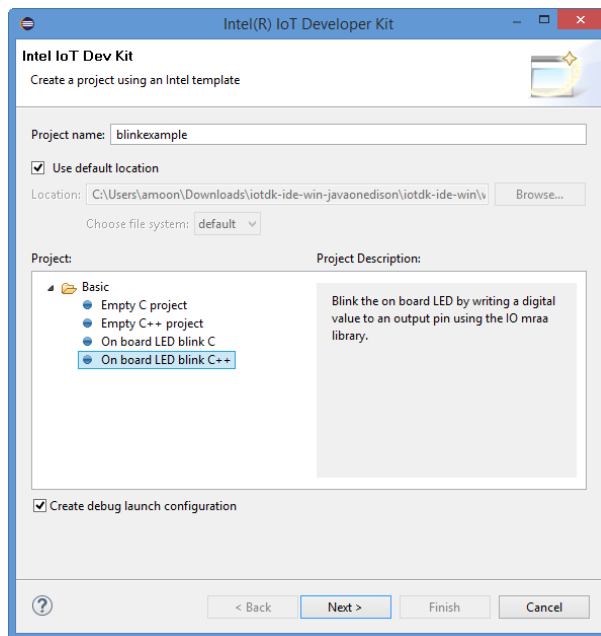 Intel(R) IoT Developer Kit
Intel IoT Dev Kit
Create a project using an Intel template
Project name: blinkexample
Use default location
Location: C:\Users\amoon\Downloads\iotdk-ide-win-javaonedison\iotdk-ide-win\ Browse...
Choose file system: default
Project: Project Description:
Basic
Empty C project
Empty C++ project
On board LED blink C
On board LED blink C++
Blink the on board LED by writing a digital
value to an output pin using the IO mraa
library.
Create debug launch configuration
? < Back Next > Finish Cancel